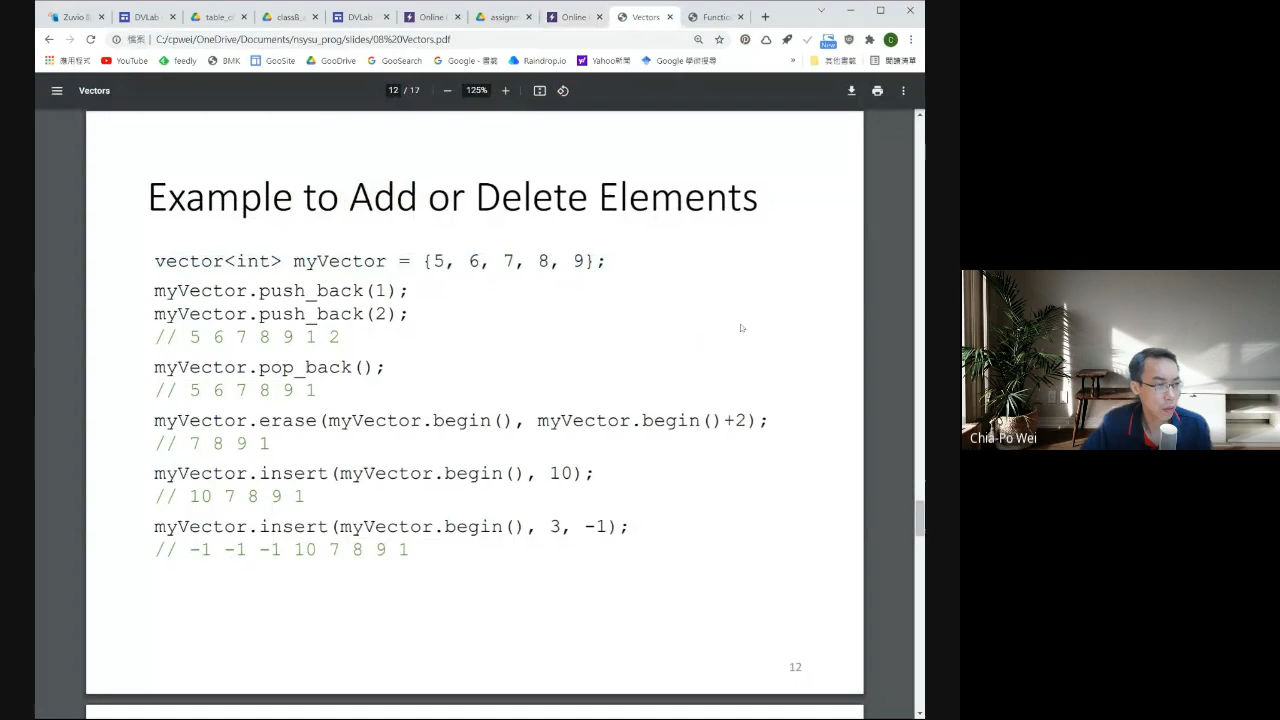 Zuvio B
DVLab -
table_cl
classB_a
DVLab
Online I
assignm
Online I
Vectors
Functio
檔案
C:/cpwei/OneDrive/Documents/nsysu_prog/slides/08%20Vectors.pdf
New
C
應用程式
YouTube
feedly
BMK
GooSite
GooDrive
GooSearch
Google - 書籤
Raindrop.io
Yahoo新聞
Google 學術搜尋
»
其他書籤
閱讀清單
Vectors
12 / 17
125%
Example to Add or Delete Elements
vector<int> myVector = {5, 6, 7, 8, 9};
myVector.push_back(1);
myVector.push_back(2);
// 5 6 7 8 9 1 2
myVector.pop_back();
// 5 6 7 8 9 1
myVector.erase(myVector.begin(), myVector.begin()+2);
// 7 8 9 1
myVector.insert(myVector.begin(), 10);
// 10 7 8 9 1
myVector.insert(myVector.begin(), 3, -1);
// -1 -1 -1 10 7 8 9 1
12
Chia-Po Wei